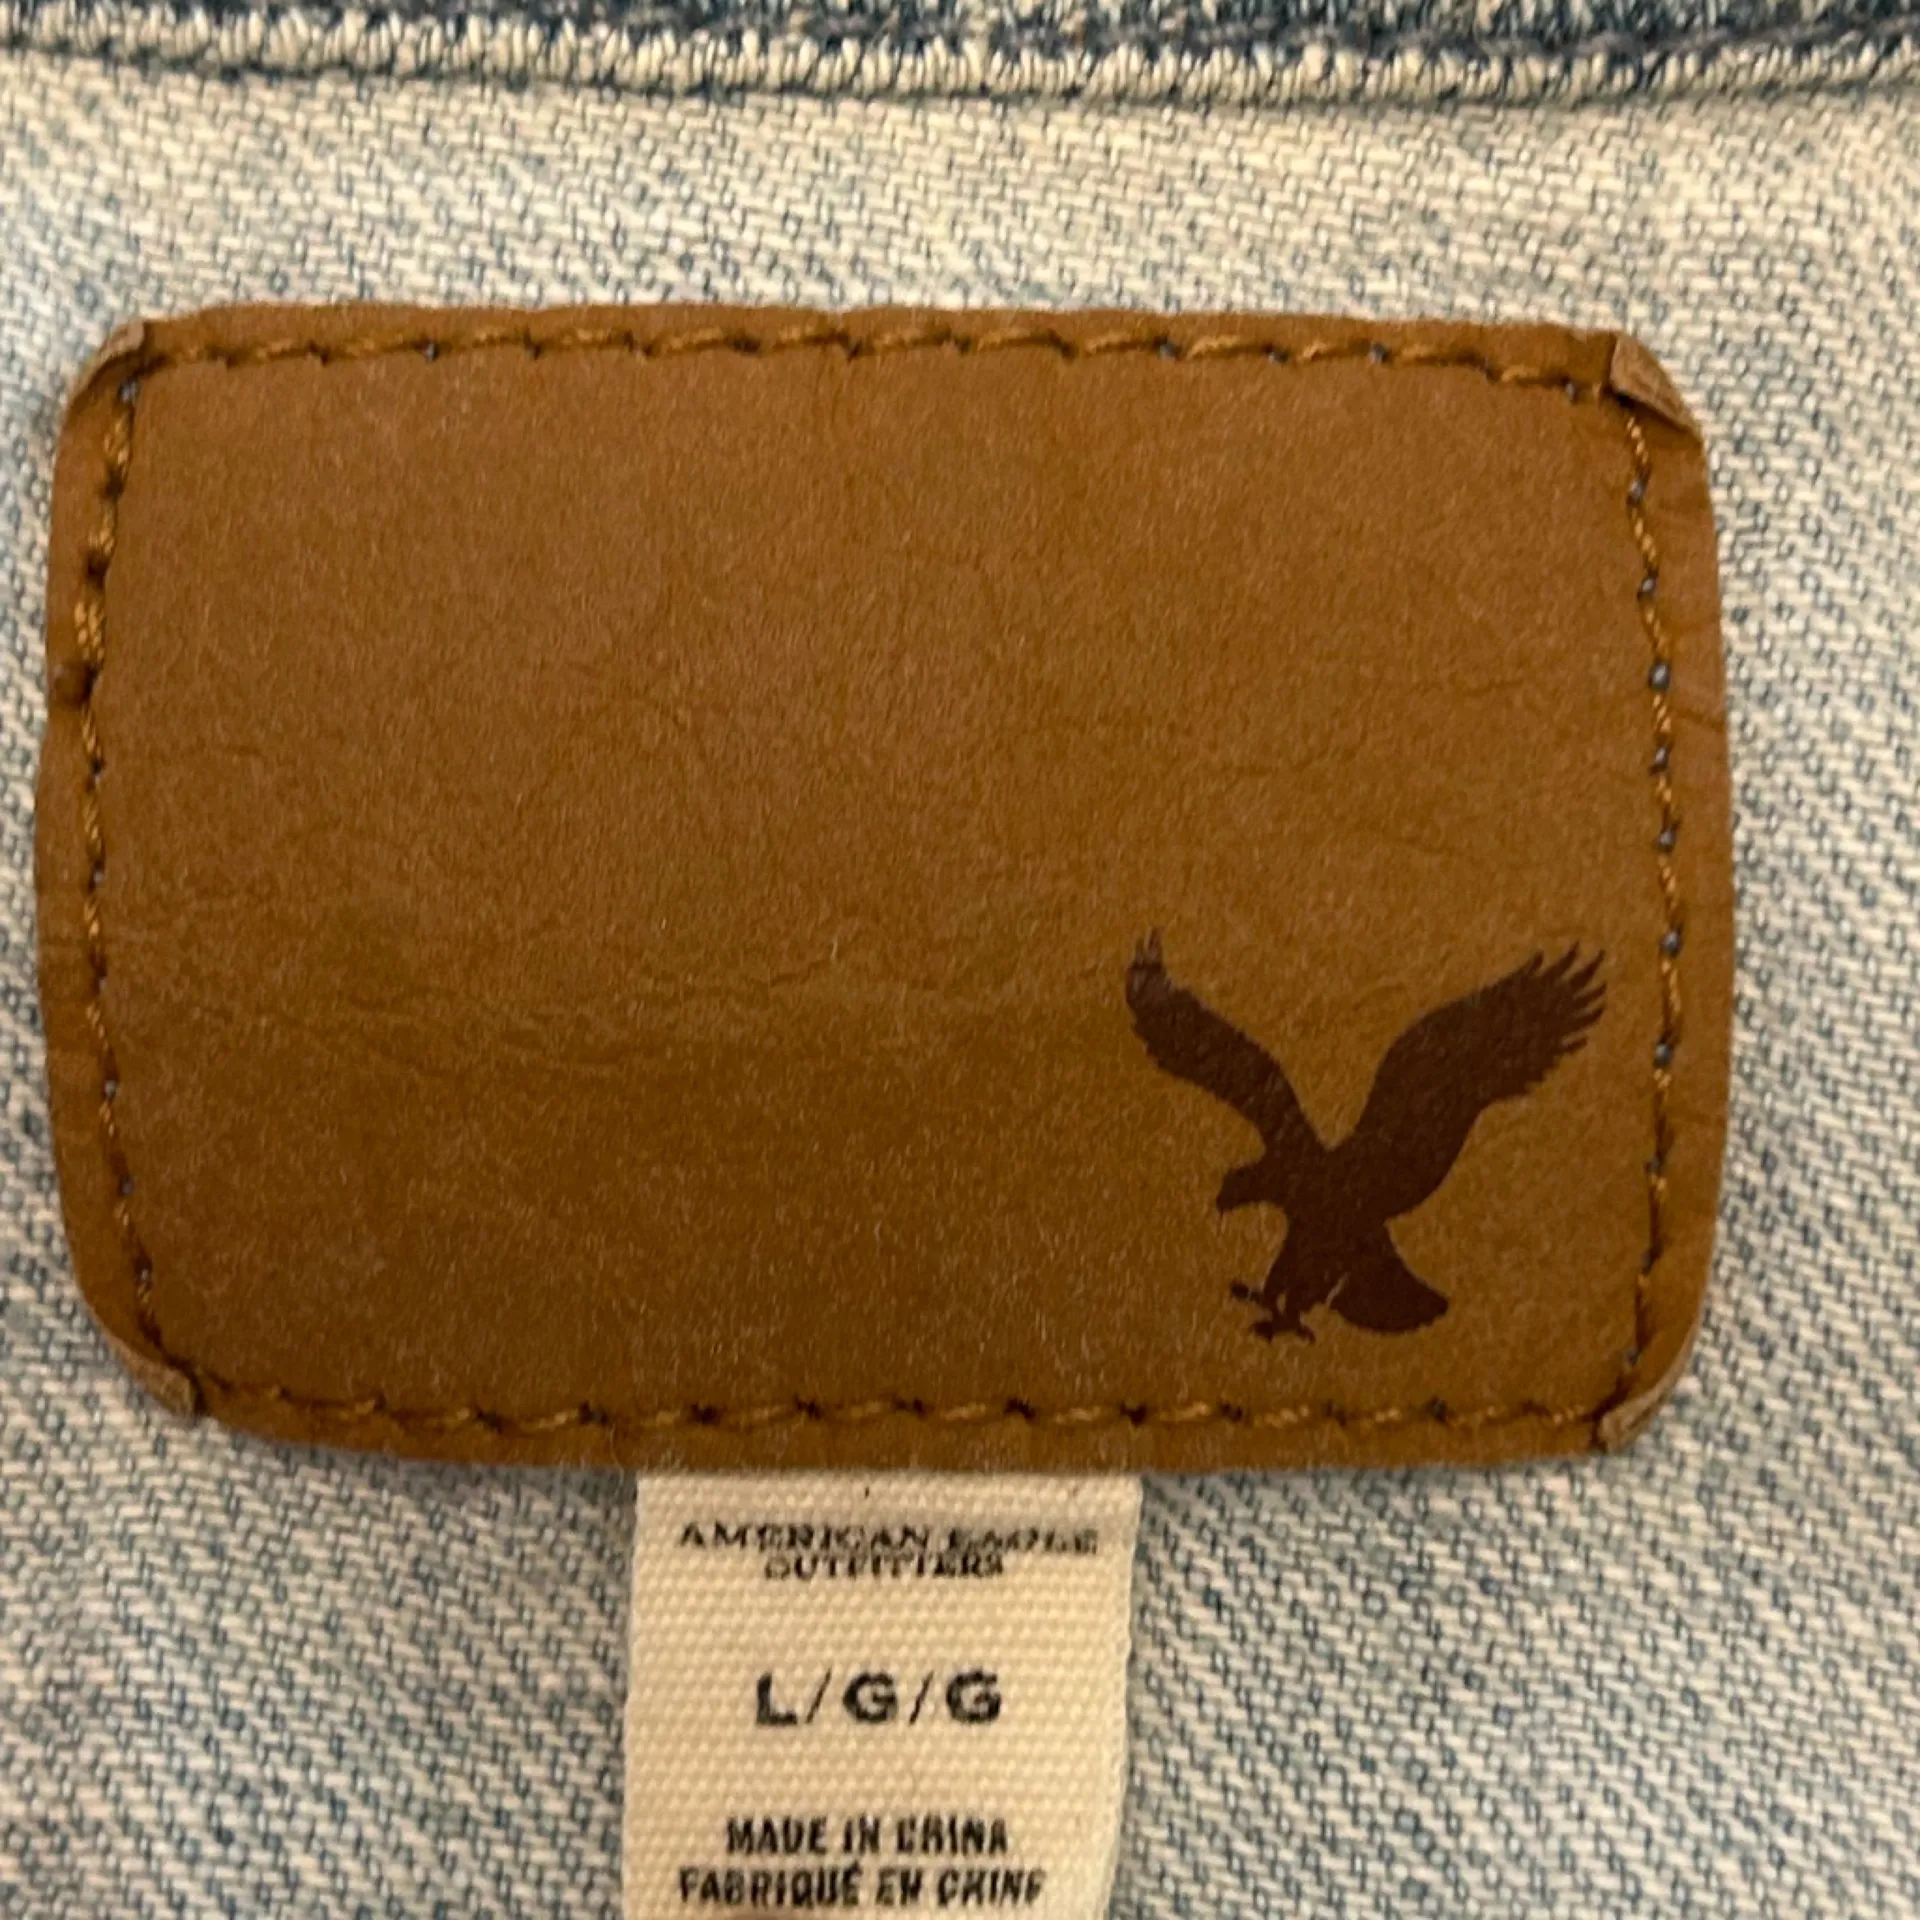 AMERICAN EAGLE
OUTFITTERS
L/G/G
MADE IN CHINA
FABRIQUÉ EN CHINE